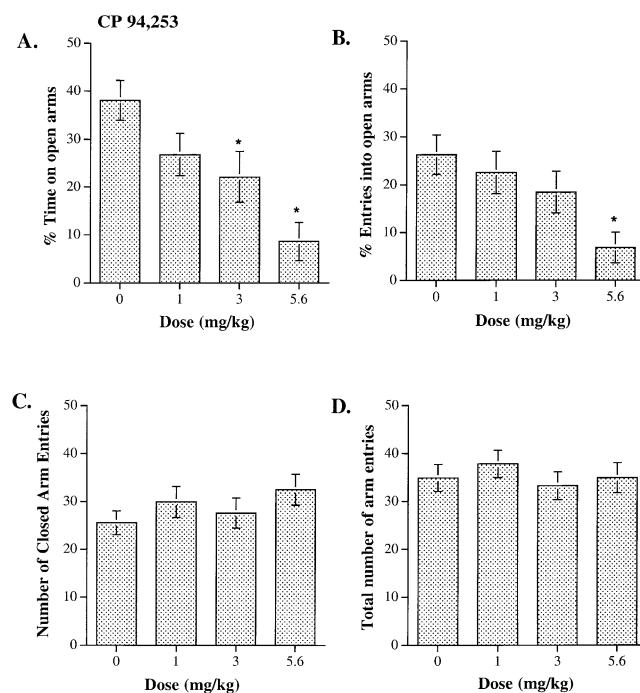 CP 94,253
A.
% Time on open arms
50
40
30
20
10
0
*
*
0 1 3 5.6
Dose (mg/kg)
B.
% Entries into open arms
50
40
30
20
10
0
*
0 1 3 5.6
Dose (mg/kg)
C.
Number of Closed Arm Entries
50
40
30
20
10
0
0 1 3 5.6
Dose (mg/kg)
D.
Total number of arm entries
50
40
30
20
10
0
0 1 3 5.6
Dose (mg/kg)